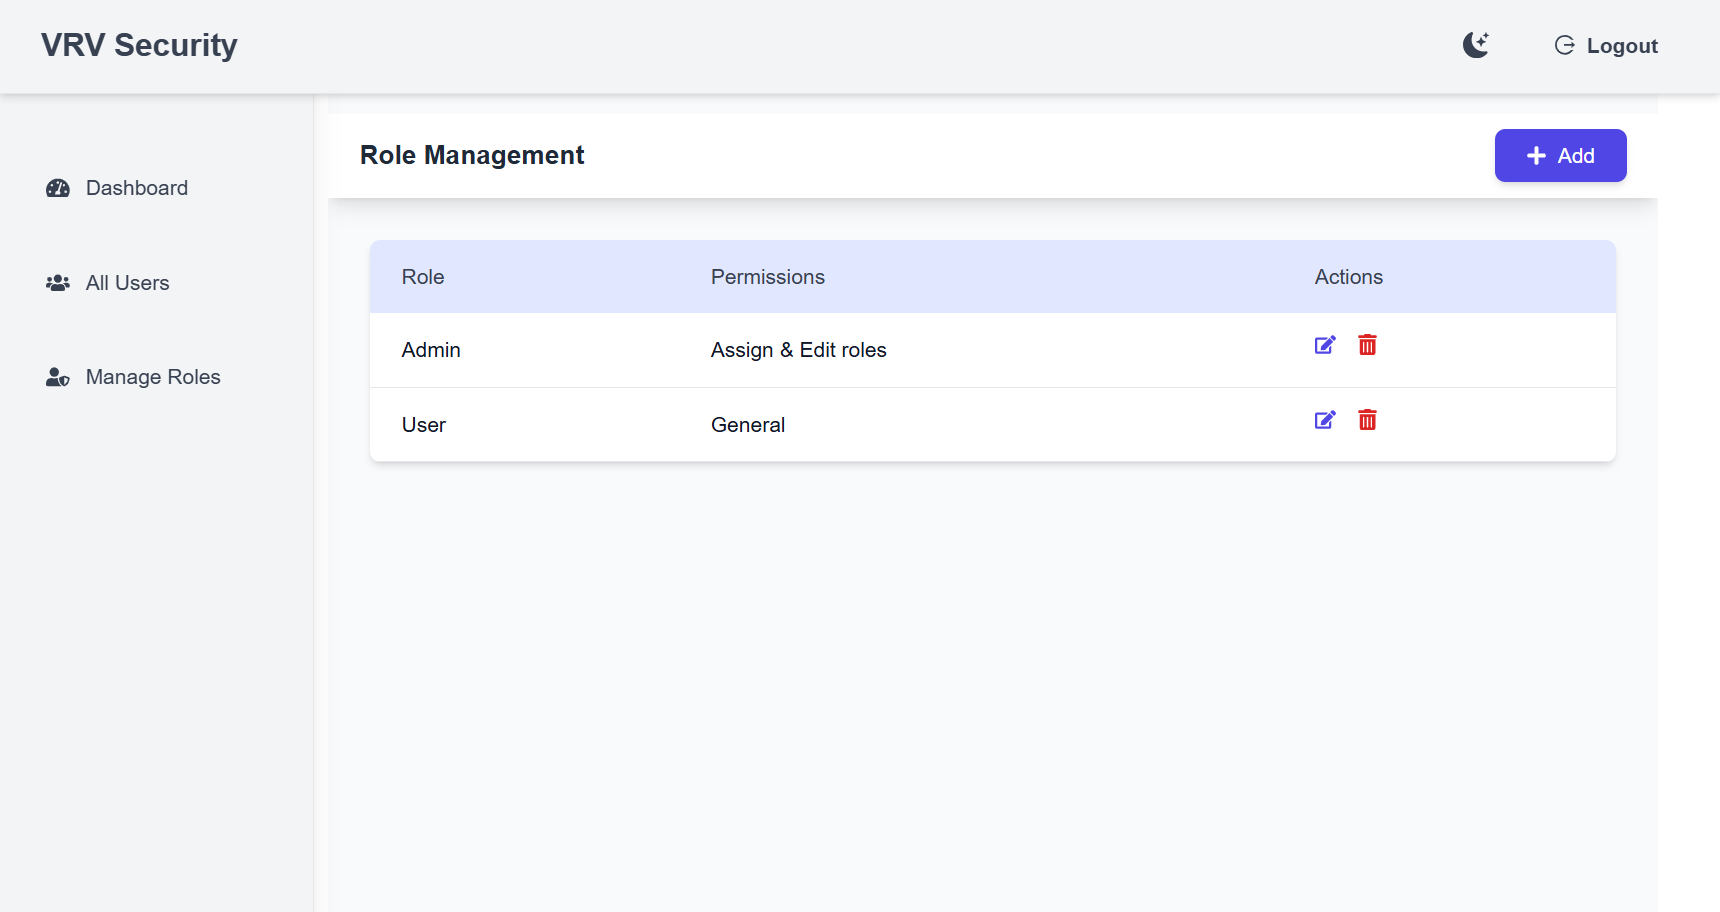 VRV Security
Logout
Dashboard
All Users
Manage Roles
Role Management
Add
Role Permissions Actions
Admin Assign & Edit roles
User General